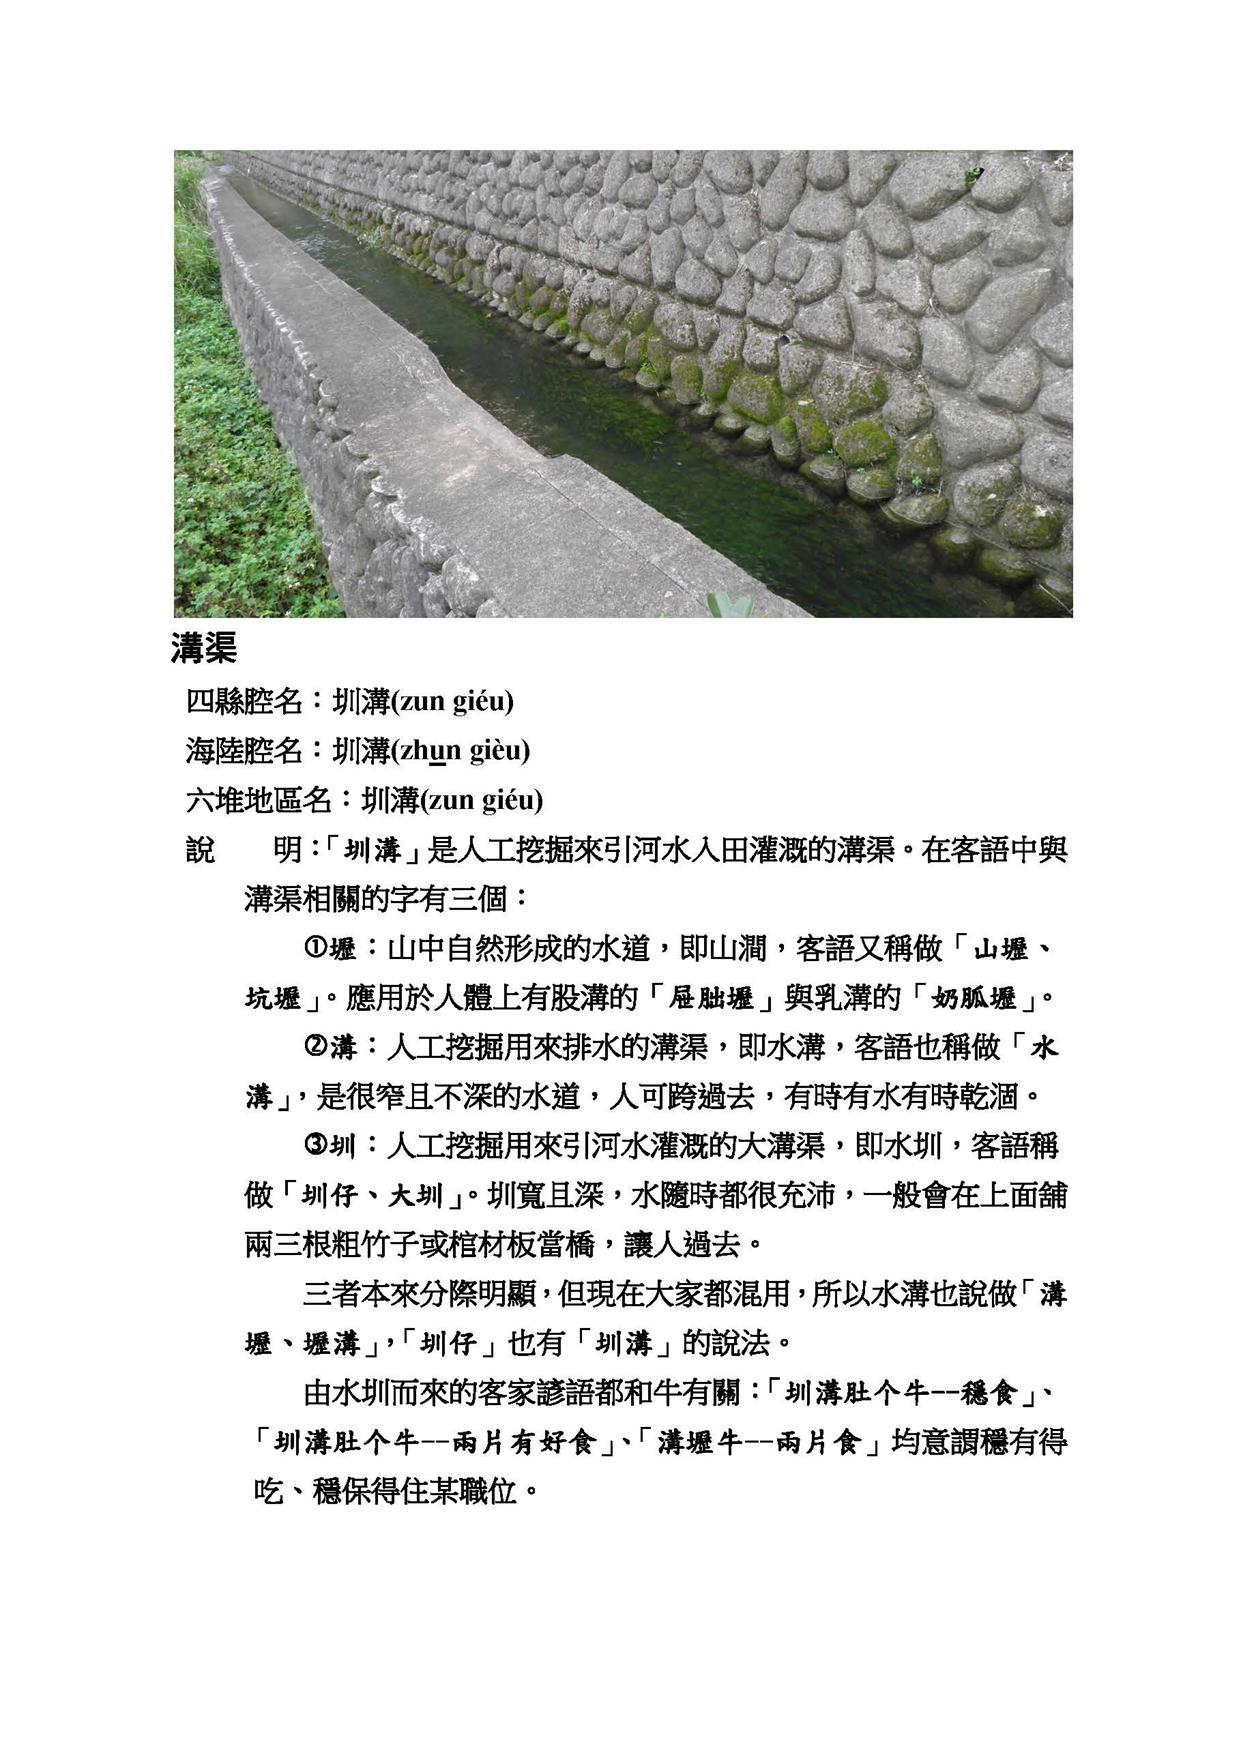 溝渠
四縣腔名：圳溝(zun giéu)
海陸腔名：圳溝(zhun gièu)
六堆地區名：圳溝(zun giéu)
說　　明：「圳溝」是人工挖掘來引河水入田灌溉的溝渠。在客語中與
溝渠相關的字有三個：
①壢：山中自然形成的水道，即山澗，客語又稱做「山壢、
坑壢」。應用於人體上有股溝的「屈朏壢」與乳溝的「奶胍壢」。
②溝：人工挖掘用來排水的溝渠，即水溝，客語也稱做「水
溝」，是很窄且不深的水道，人可跨過去，有時有水有時乾涸。
③圳：人工挖掘用來引河水灌溉的大溝渠，即水圳，客語稱
做「圳仔、大圳」。圳寬且深，水隨時都很充沛，一般會在上面舖
兩三根粗竹子或棺材板當橋，讓人過去。
三者本來分際明顯，但現在大家都混用，所以水溝也說做「溝
壢、壢溝」，「圳仔」也有「圳溝」的說法。
由水圳而來的客家諺語都和牛有關：「圳溝肚个牛--穩食」、
「圳溝肚个牛--兩片有好食」、「溝壢牛--兩片食」均意謂穩有得
吃、穩保得住某職位。